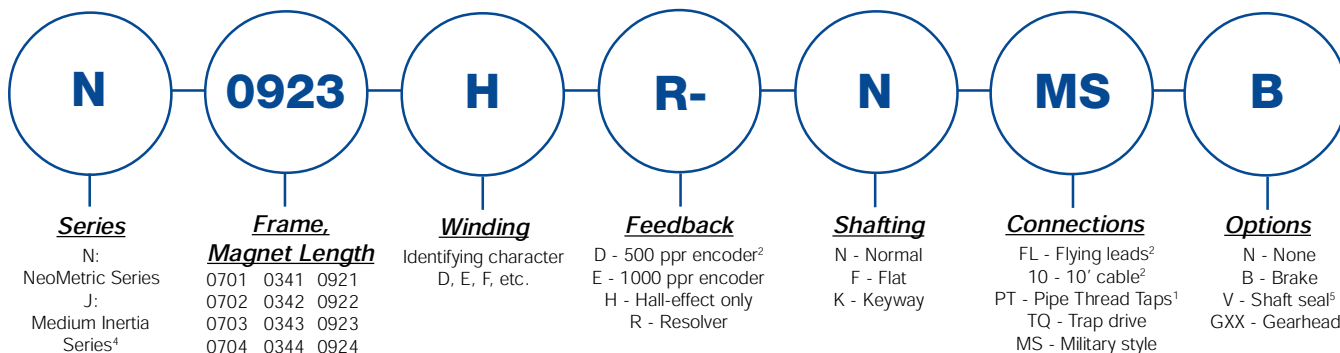 N 0923 H R- N MS B
Series
N:
NeoMetric Series
J:
Medium Inertia
Series⁴
Frame,
Magnet Length
0701 0341 0921
0702 0342 0922
0703 0343 0923
0704 0344 0924
Winding
Identifying character
D, E, F, etc.
Feedback
D - 500 ppr encoder²
E - 1000 ppr encoder
H - Hall-effect only
R - Resolver
Shafting
N - Normal
F - Flat
K - Keyway
Connections
FL - Flying leads²
10 - 10’ cable²
PT - Pipe Thread Taps¹
TQ - Trap drive
MS - Military style
Options
N - None
B - Brake
V - Shaft seal⁵
GXX - Gearhead